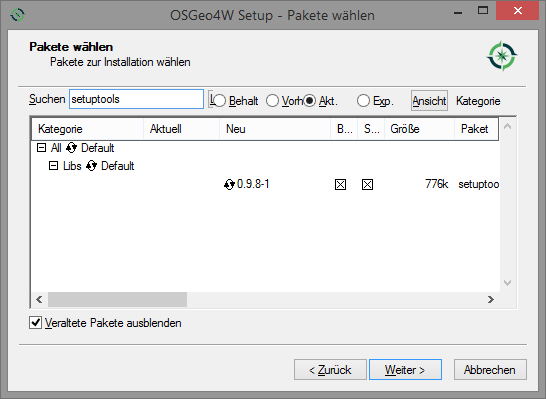 OSGeo4W Setup - Pakete wählen
Pakete wählen
Pakete zur Installation wählen
Suchen setuptools Behalt Vorh Akt. Exp. Ansicht Kategorie
Kategorie Aktuell Neu B... S... Größe Paket
All Default
Libs Default
0.9.8-1 776k setuptoo
Veraltete Pakete ausblenden
< Zurück Weiter > Abbrechen